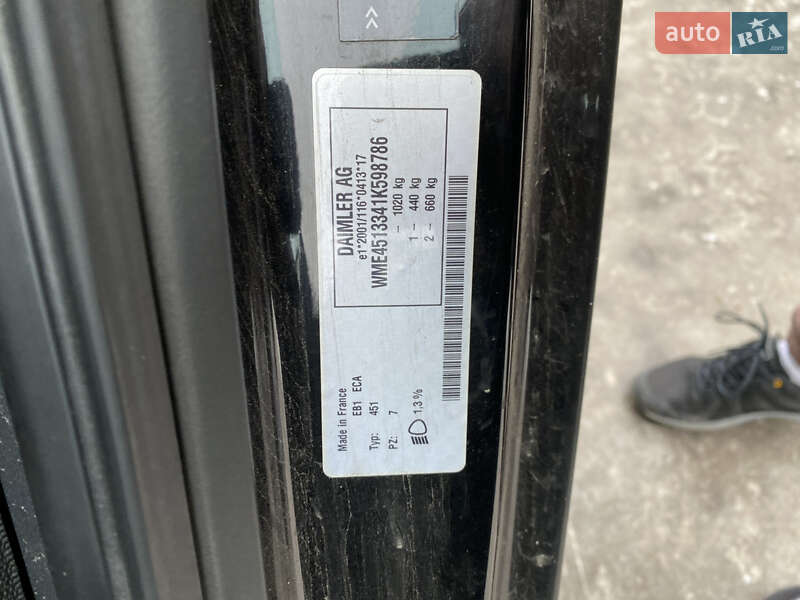 DAIMLER AG
e1*2001/116*0413*17
WME4513341K598786
– 1020 kg
1 – 440 kg
2 – 660 kg
Made in France
EB1 ECA
Typ: 451
PZ: 7
1,3 %
auto RIA
.com